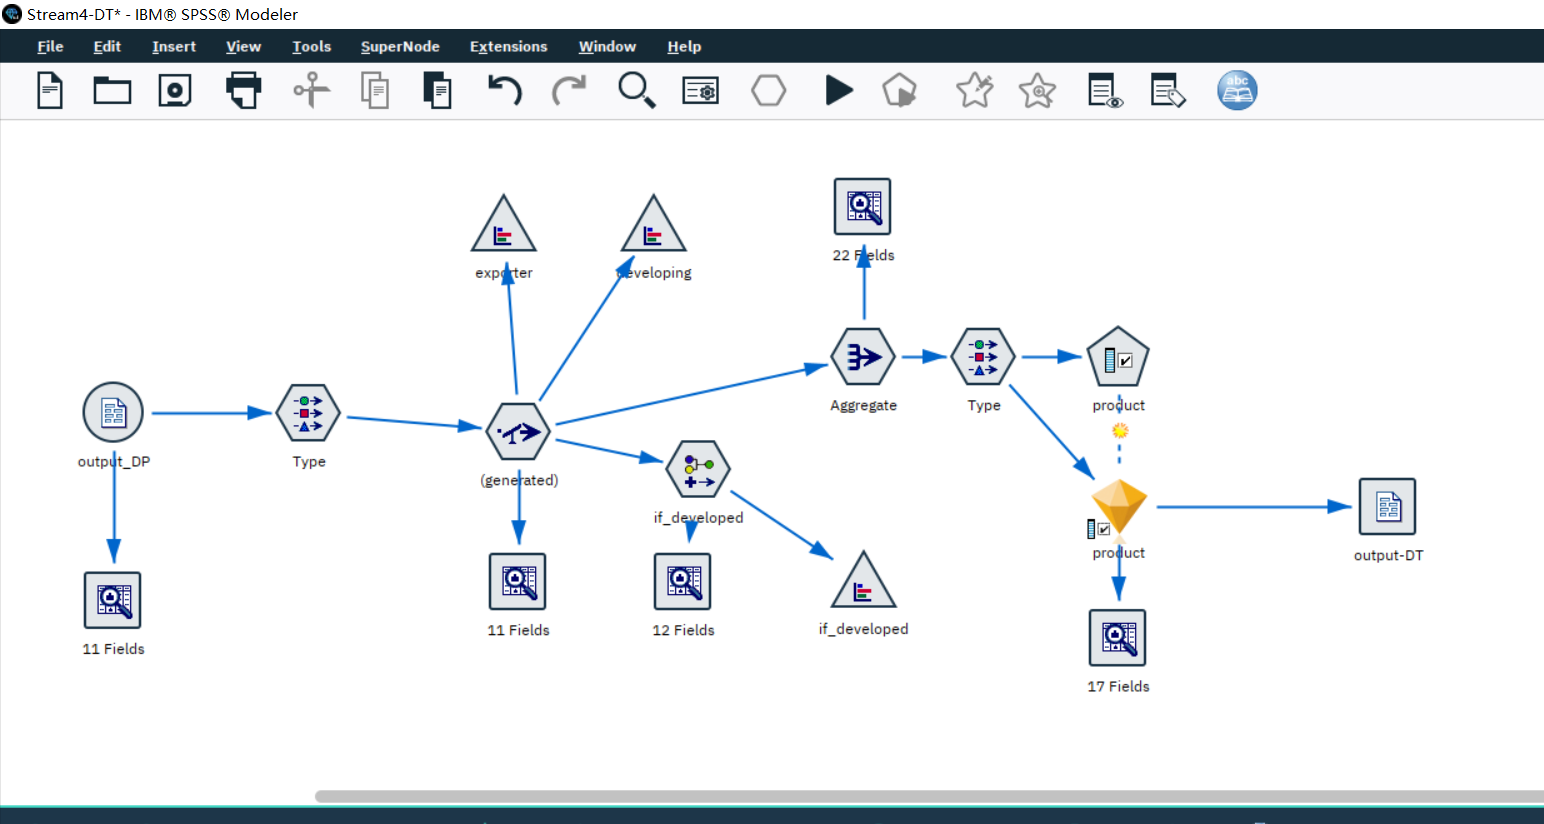 Stream4-DT* - IBM® SPSS® Modeler
File Edit Insert View Tools SuperNode Extensions Window Help
abc
22 Fields
exporter
developing
Aggregate
Type
product
output_DP
Type
(generated)
if_developed
product
output-DT
11 Fields
12 Fields
if_developed
11 Fields
17 Fields